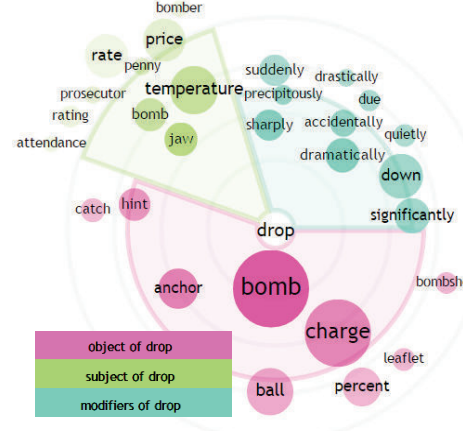 bomber
price
rate
penny
temperature
prosecutor
rating
bomb
jaw
attendance
suddenly
drastically
precipitously
due
sharply
accidentally
quietly
dramatically
down
significantly
catch
hint
drop
anchor
bomb
bombsh
charge
leaflet
ball
percent
object of drop
subject of drop
modifiers of drop